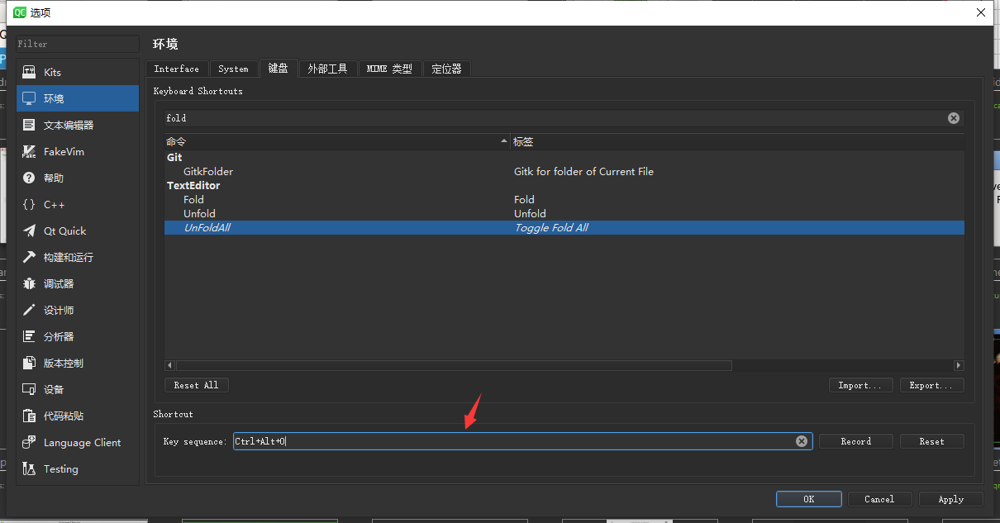 QC 选项
Filter
Kits
环境
文本编辑器
FakeVim
帮助
C++
Qt Quick
构建和运行
调试器
设计师
分析器
版本控制
设备
代码粘贴
Language Client
Testing
环境
Interface System 键盘 外部工具 MIME 类型 定位器
Keyboard Shortcuts
fold
命令 标签
Git
GitkFolder Gitk for folder of Current File
TextEditor
Fold Fold
Unfold Unfold
UnFoldAll Toggle Fold All
Reset All Import... Export...
Shortcut
Key sequence: Ctrl+Alt+O Record Reset
OK Cancel Apply